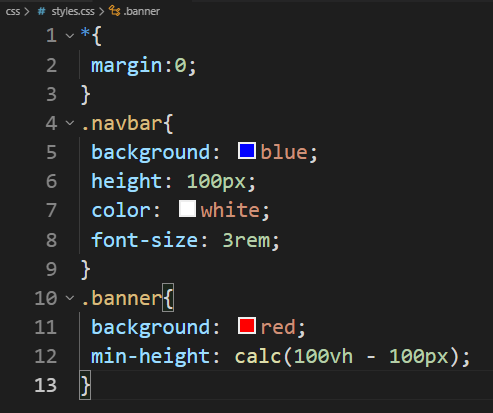 css > # styles.css > .banner
1 *{
2 margin:0;
3 }
4 .navbar{
5 background: blue;
6 height: 100px;
7 color: white;
8 font-size: 3rem;
9 }
10 .banner{
11 background: red;
12 min-height: calc(100vh - 100px);
13 }